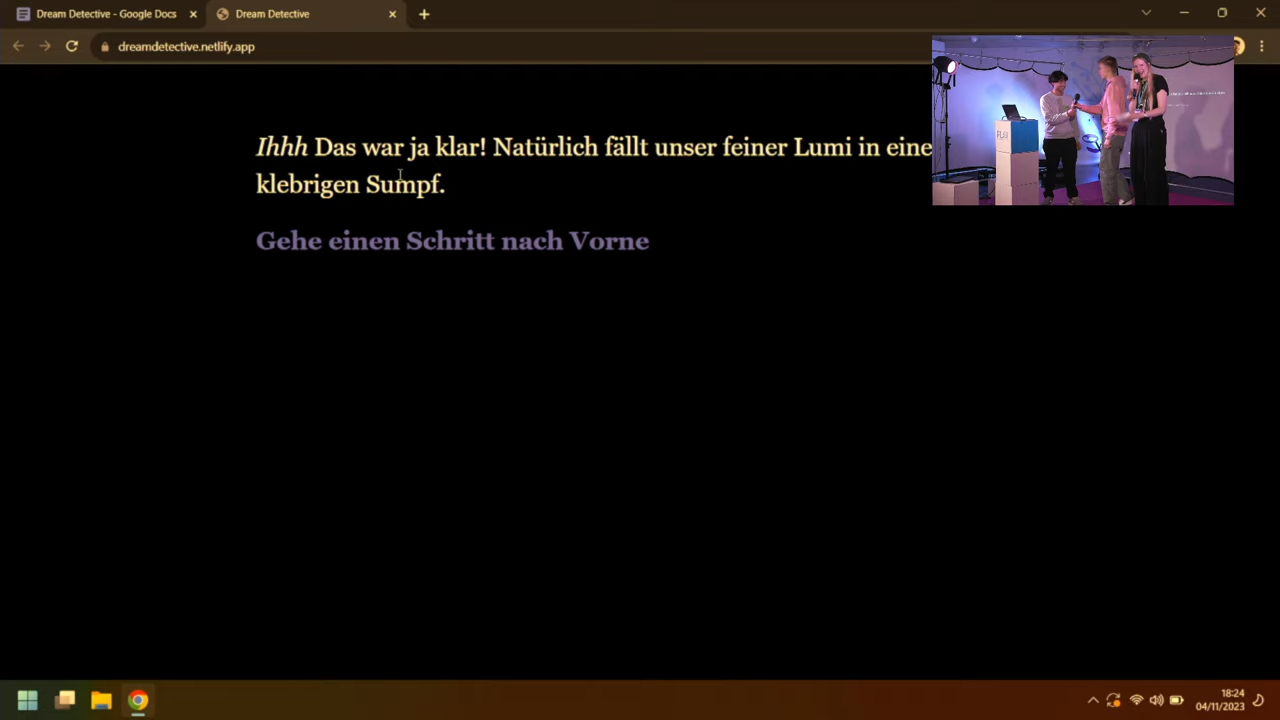 Dream Detective - Google Docs
Dream Detective
dreamdetective.netlify.app
Ihhh Das war ja klar! Natürlich fällt unser feiner Lumi in eine
klebrigen Sumpf.
Gehe einen Schritt nach Vorne
18:24
04/11/2023